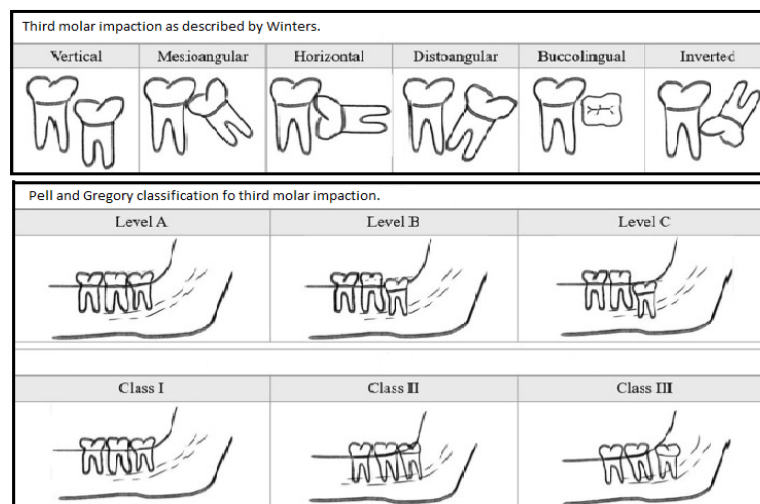 Third molar impaction as described by Winters.
Vertical Mesioangular Horizontal Distoangular Buccolingual Inverted
Pell and Gregory classification fo third molar impaction.
Level A Level B Level C
Class I Class II Class III